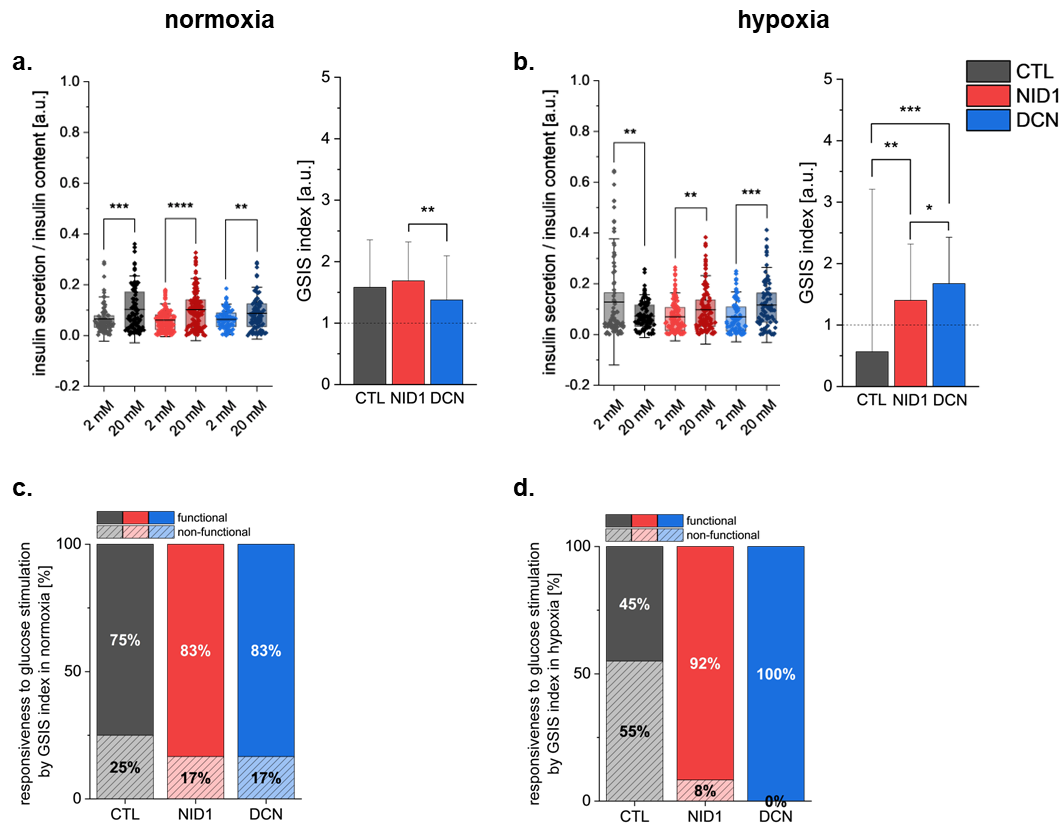 normoxia
hypoxia
a.
insulin secretion / insulin content [a.u.]
1.0
0.8
0.6
0.4
0.2
0.0
-0.2
***
****
**
2 mM
20 mM
2 mM
20 mM
2 mM
20 mM
GSIS index [a.u.]
5
4
3
2
1
0
**
CTL NID1 DCN
b.
insulin secretion / insulin content [a.u.]
1.0
0.8
0.6
0.4
0.2
0.0
-0.2
**
**
***
2 mM
20 mM
2 mM
20 mM
2 mM
20 mM
GSIS index [a.u.]
5
4
3
2
1
0
***
**
*
CTL NID1 DCN
CTL
NID1
DCN
c.
functional
non-functional
responsiveness to glucose stimulation
by GSIS index in normoxia [%]
100
50
0
75%
83%
83%
25%
17%
17%
CTL NID1 DCN
d.
functional
non-functional
responsiveness to glucose stimulation
by GSIS index in hypoxia [%]
100
50
0
45%
92%
100%
55%
8%
0%
CTL NID1 DCN